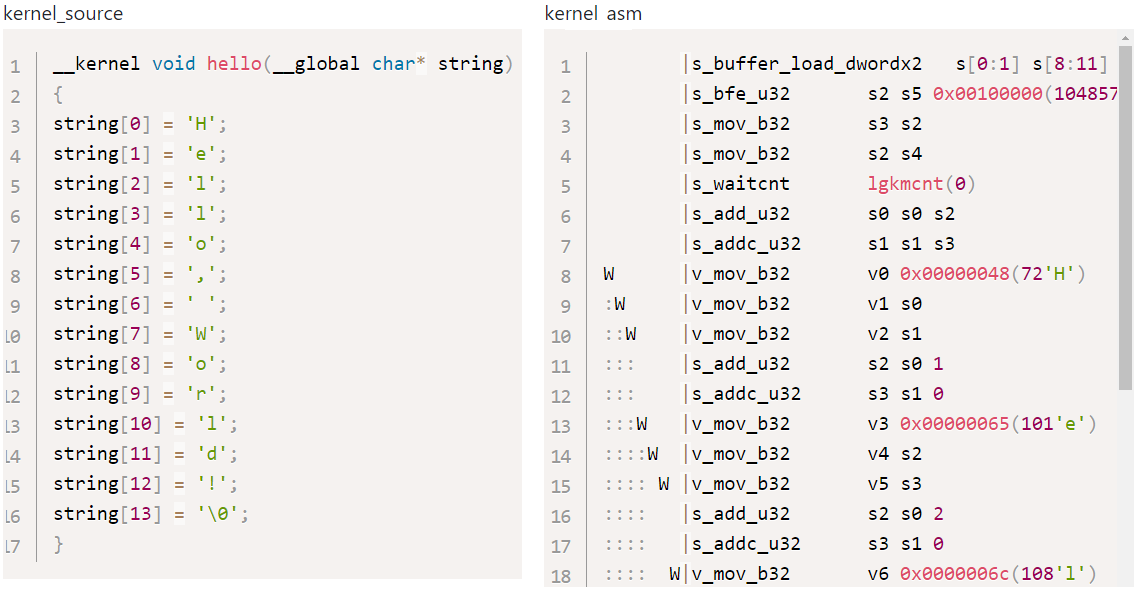 kernel_source
1 __kernel void hello(__global char* string)
2 {
3 string[0] = 'H';
4 string[1] = 'e';
5 string[2] = 'l';
6 string[3] = 'l';
7 string[4] = 'o';
8 string[5] = ',';
9 string[6] = ' ';
10 string[7] = 'W';
11 string[8] = 'o';
12 string[9] = 'r';
13 string[10] = 'l';
14 string[11] = 'd';
15 string[12] = '!';
16 string[13] = '\0';
17 }
kernel asm
1 |s_buffer_load_dwordx2 s[0:1] s[8:11]
2 |s_bfe_u32 s2 s5 0x00100000(104857
3 |s_mov_b32 s3 s2
4 |s_mov_b32 s2 s4
5 |s_waitcnt lgkmcnt(0)
6 |s_add_u32 s0 s0 s2
7 |s_addc_u32 s1 s1 s3
8 W |v_mov_b32 v0 0x00000048(72'H')
9 :W |v_mov_b32 v1 s0
10 ::W |v_mov_b32 v2 s1
11 ::: |s_add_u32 s2 s0 1
12 ::: |s_addc_u32 s3 s1 0
13 :::W |v_mov_b32 v3 0x00000065(101'e')
14 ::::W |v_mov_b32 v4 s2
15 :::: W |v_mov_b32 v5 s3
16 :::: |s_add_u32 s2 s0 2
17 :::: |s_addc_u32 s3 s1 0
18 :::: W|v_mov_b32 v6 0x0000006c(108'l')